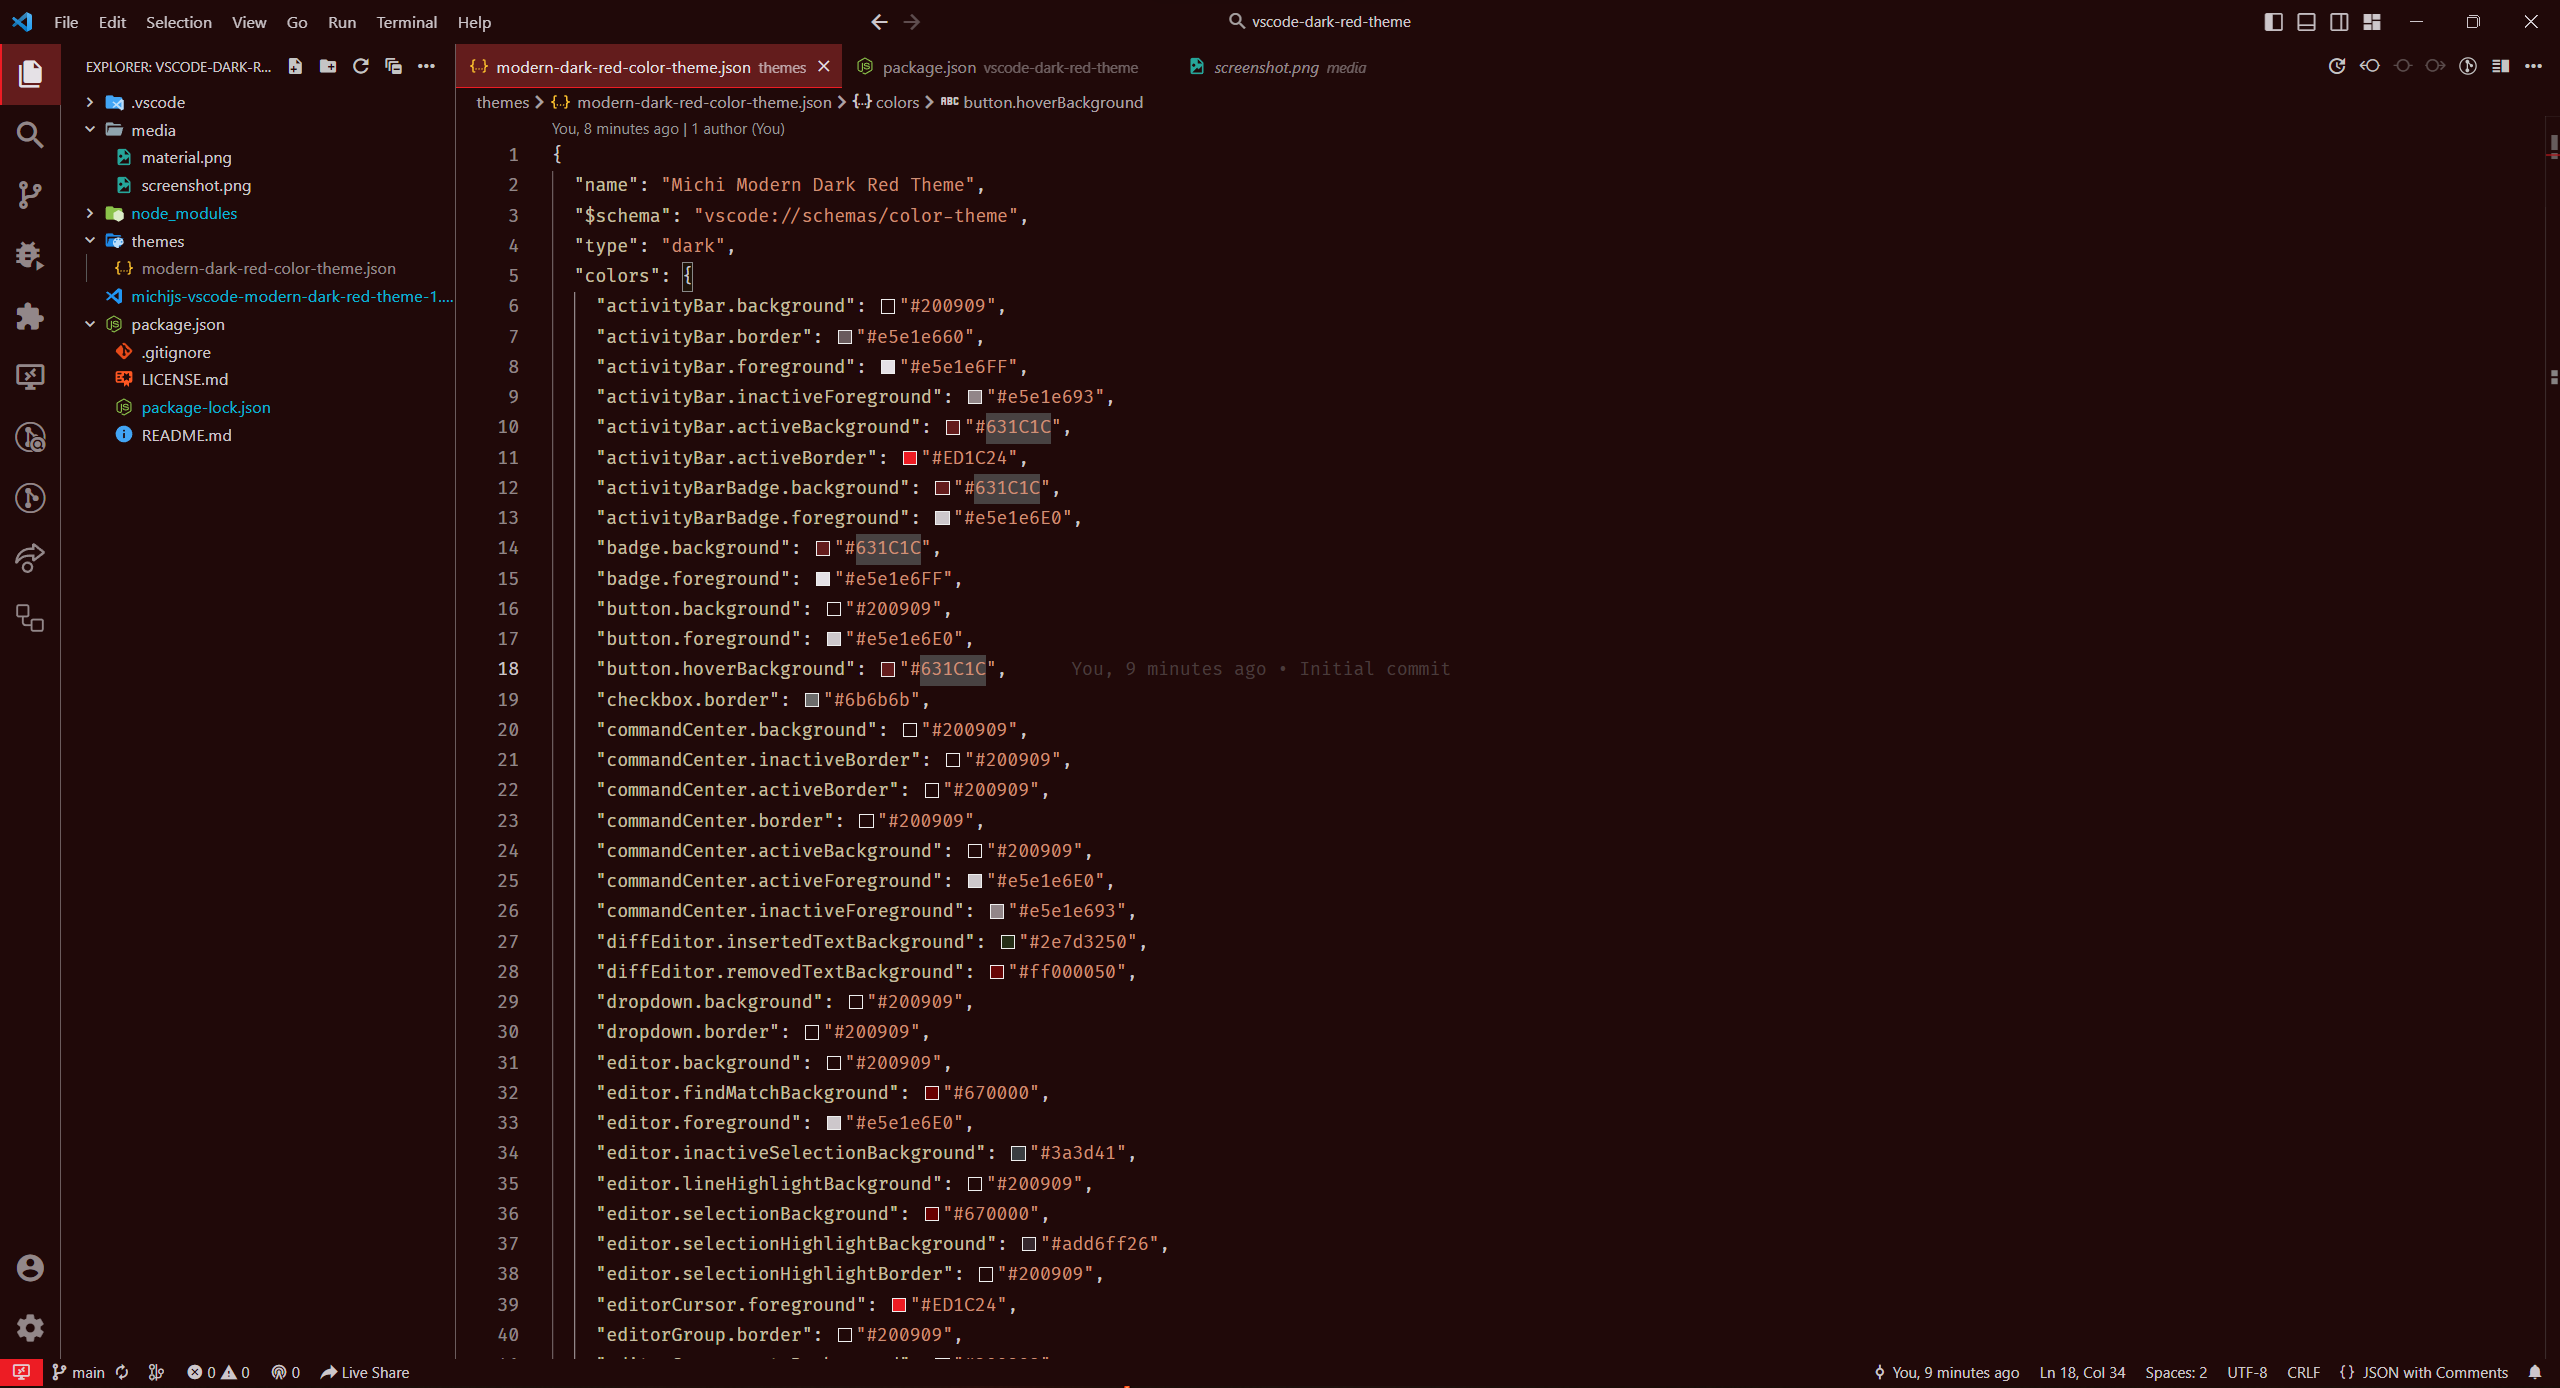 File Edit Selection View Go Run Terminal Help
vscode-dark-red-theme
EXPLORER: VSCODE-DARK-R...
.vscode
media
material.png
screenshot.png
node_modules
themes
modern-dark-red-color-theme.json
michijs-vscode-modern-dark-red-theme-1....
package.json
.gitignore
LICENSE.md
package-lock.json
README.md
modern-dark-red-color-theme.json themes
package.json vscode-dark-red-theme
screenshot.png media
themes modern-dark-red-color-theme.json colors button.hoverBackground
You, 8 minutes ago | 1 author (You)
1 {
2 "name": "Michi Modern Dark Red Theme",
3 "$schema": "vscode://schemas/color-theme",
4 "type": "dark",
5 "colors": {
6 "activityBar.background": "#200909",
7 "activityBar.border": "#e5e1e660",
8 "activityBar.foreground": "#e5e1e6FF",
9 "activityBar.inactiveForeground": "#e5e1e693",
10 "activityBar.activeBackground": "#631C1C",
11 "activityBar.activeBorder": "#ED1C24",
12 "activityBarBadge.background": "#631C1C",
13 "activityBarBadge.foreground": "#e5e1e6E0",
14 "badge.background": "#631C1C",
15 "badge.foreground": "#e5e1e6FF",
16 "button.background": "#200909",
17 "button.foreground": "#e5e1e6E0",
18 "button.hoverBackground": "#631C1C", You, 9 minutes ago • Initial commit
19 "checkbox.border": "#6b6b6b",
20 "commandCenter.background": "#200909",
21 "commandCenter.inactiveBorder": "#200909",
22 "commandCenter.activeBorder": "#200909",
23 "commandCenter.border": "#200909",
24 "commandCenter.activeBackground": "#200909",
25 "commandCenter.activeForeground": "#e5e1e6E0",
26 "commandCenter.inactiveForeground": "#e5e1e693",
27 "diffEditor.insertedTextBackground": "#2e7d3250",
28 "diffEditor.removedTextBackground": "#ff000050",
29 "dropdown.background": "#200909",
30 "dropdown.border": "#200909",
31 "editor.background": "#200909",
32 "editor.findMatchBackground": "#670000",
33 "editor.foreground": "#e5e1e6E0",
34 "editor.inactiveSelectionBackground": "#3a3d41",
35 "editor.lineHighlightBackground": "#200909",
36 "editor.selectionBackground": "#670000",
37 "editor.selectionHighlightBackground": "#add6ff26",
38 "editor.selectionHighlightBorder": "#200909",
39 "editorCursor.foreground": "#ED1C24",
40 "editorGroup.border": "#200909",
main 0 0 0 Live Share
You, 9 minutes ago Ln 18, Col 34 Spaces: 2 UTF-8 CRLF {} JSON with Comments